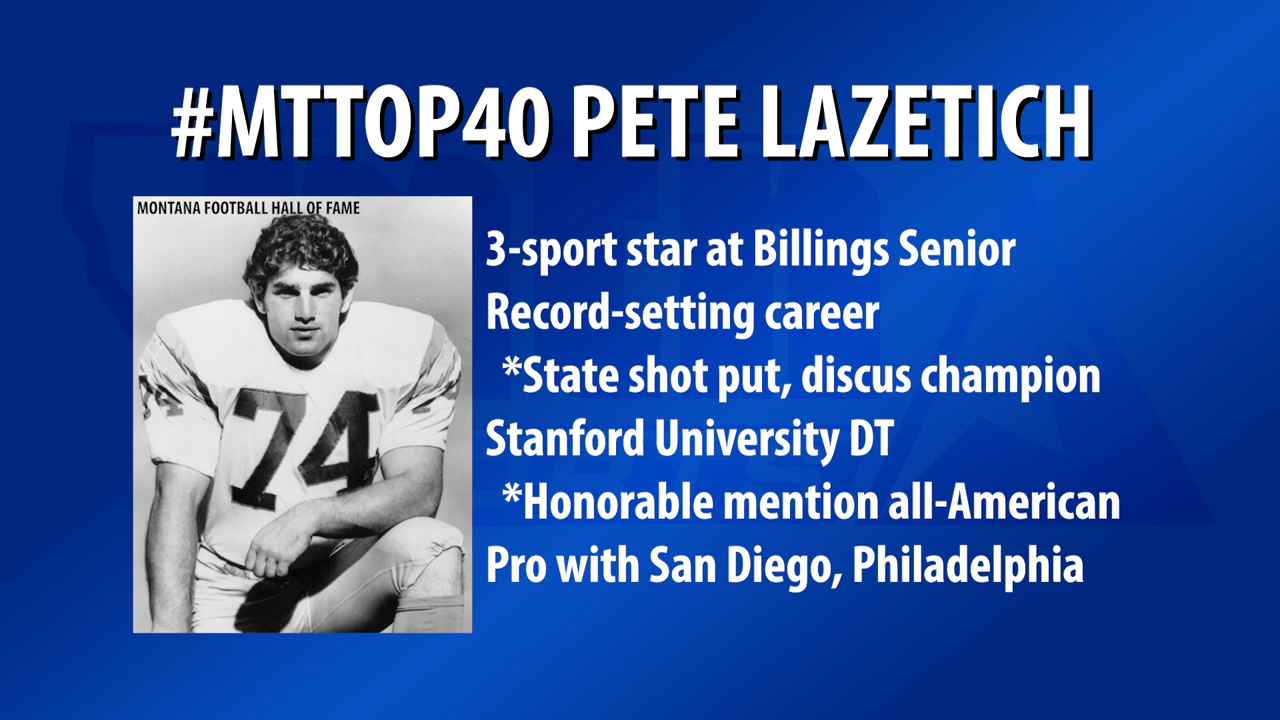 #MTTOP40 PETE LAZETICH
MONTANA FOOTBALL HALL OF FAME
74
3-sport star at Billings Senior
Record-setting career
*State shot put, discus champion
Stanford University DT
*Honorable mention all-American
Pro with San Diego, Philadelphia